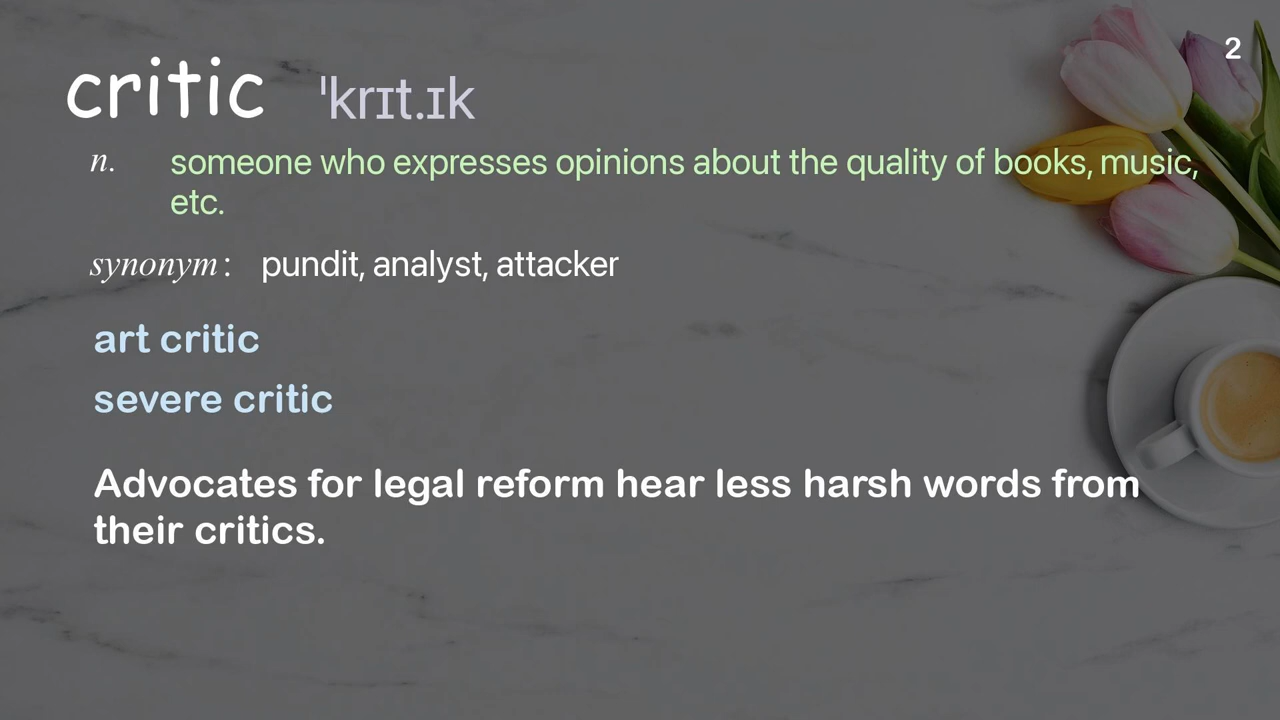 2
critic ˈkrɪt.ɪk
n. someone who expresses opinions about the quality of books, music,
etc.
synonym : pundit, analyst, attacker
art critic
severe critic
Advocates for legal reform hear less harsh words from
their critics.